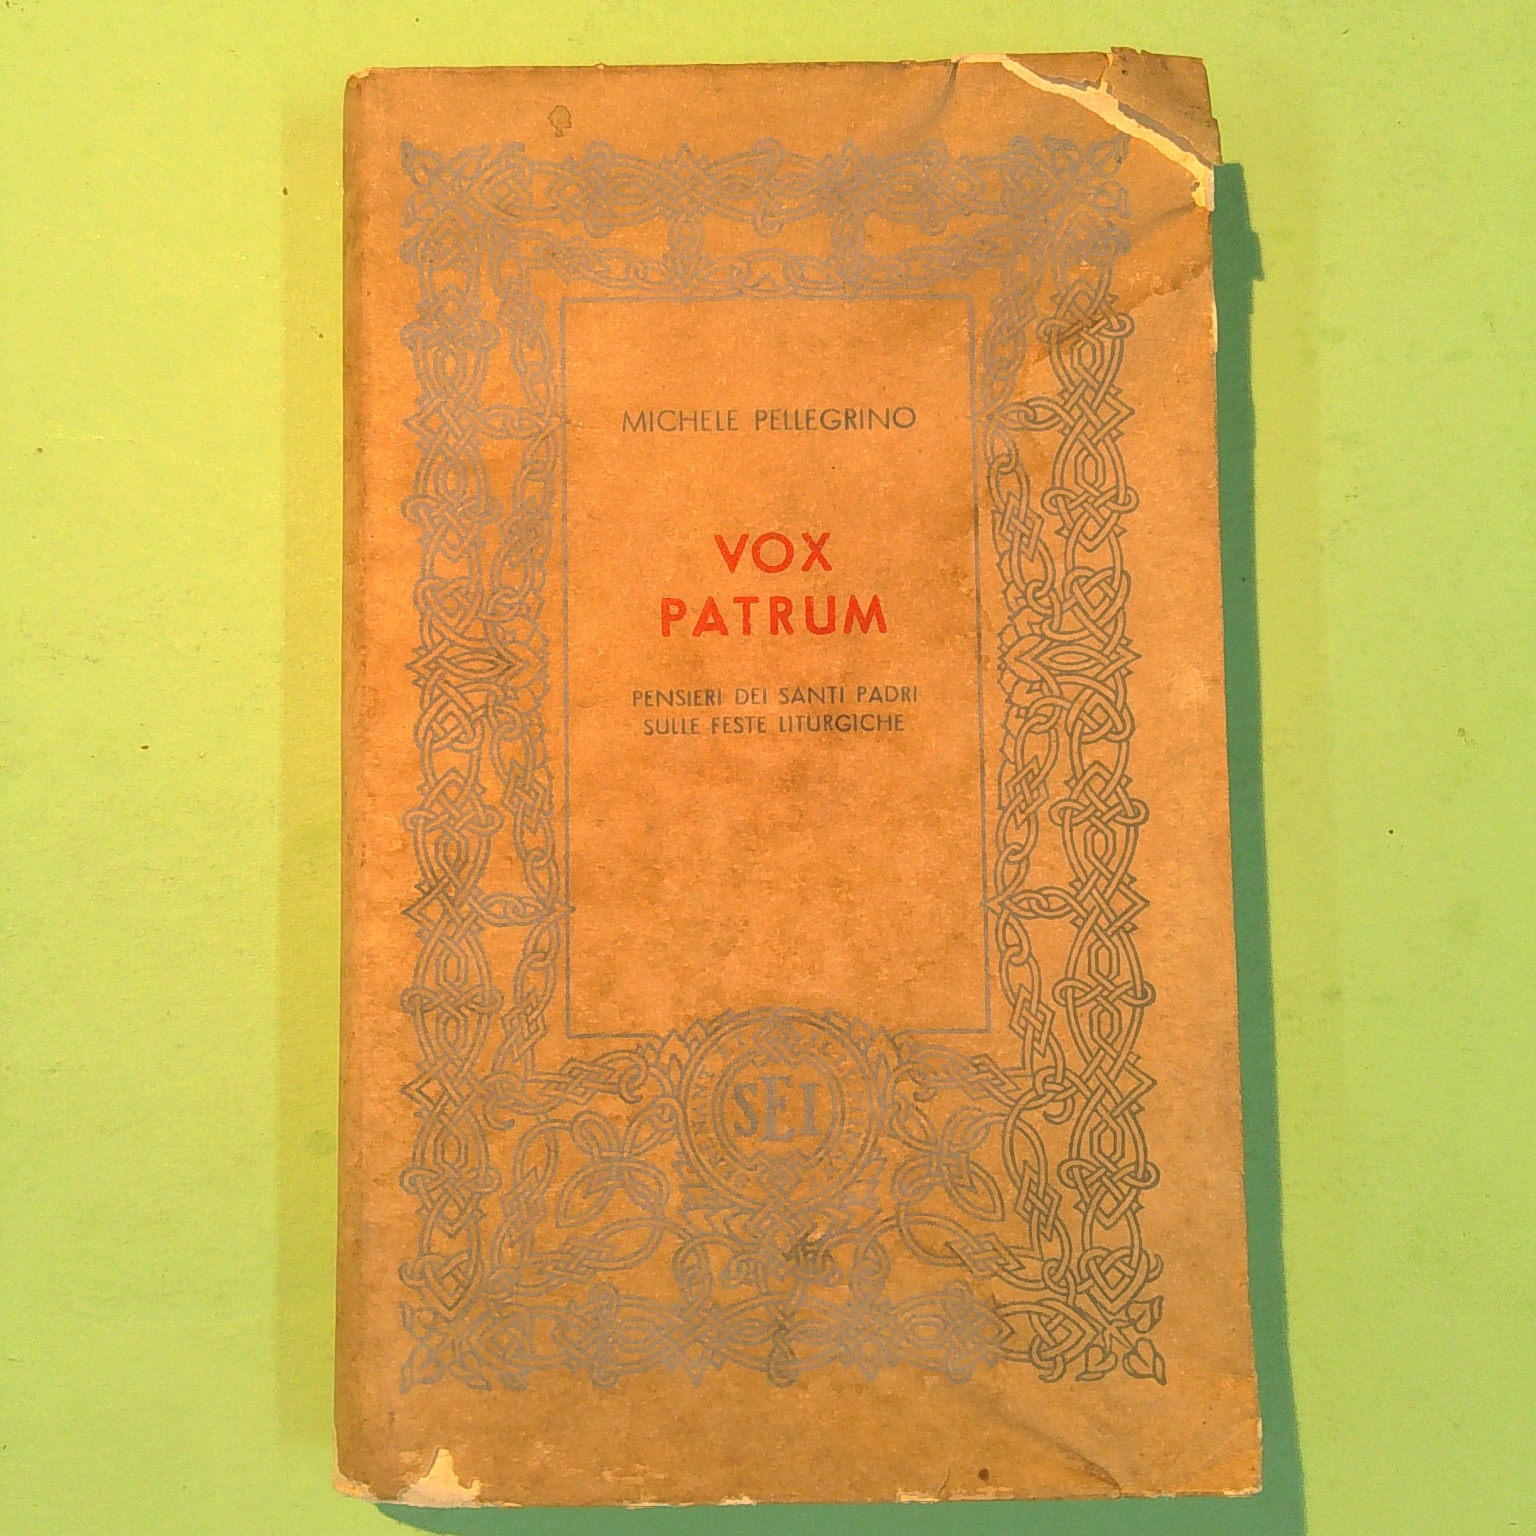 MICHELE PELLEGRINO
VOX
PATRUM
PENSIERI DEI SANTI PADRI
SULLE FESTE LITURGICHE
SEI